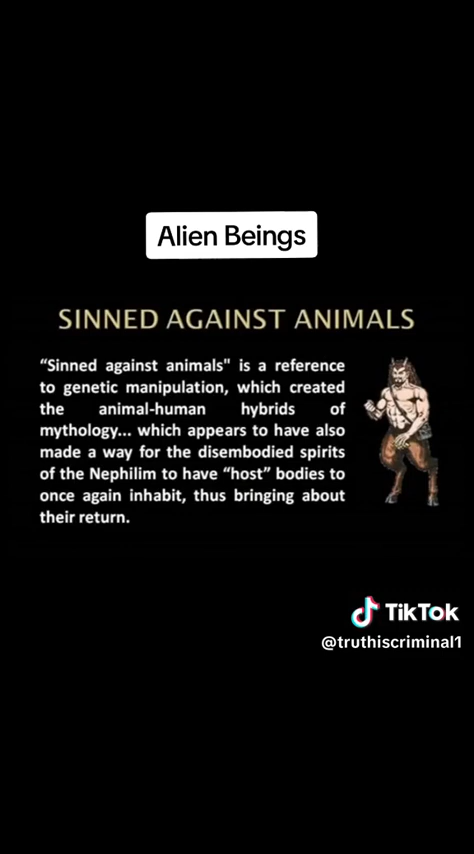 Alien Beings
SINNED AGAINST ANIMALS
“Sinned against animals" is a reference
to genetic manipulation, which created
the animal-human hybrids of
mythology... which appears to have also
made a way for the disembodied spirits
of the Nephilim to have “host” bodies to
once again inhabit, thus bringing about
their return.
TikTok
@truthiscriminal1